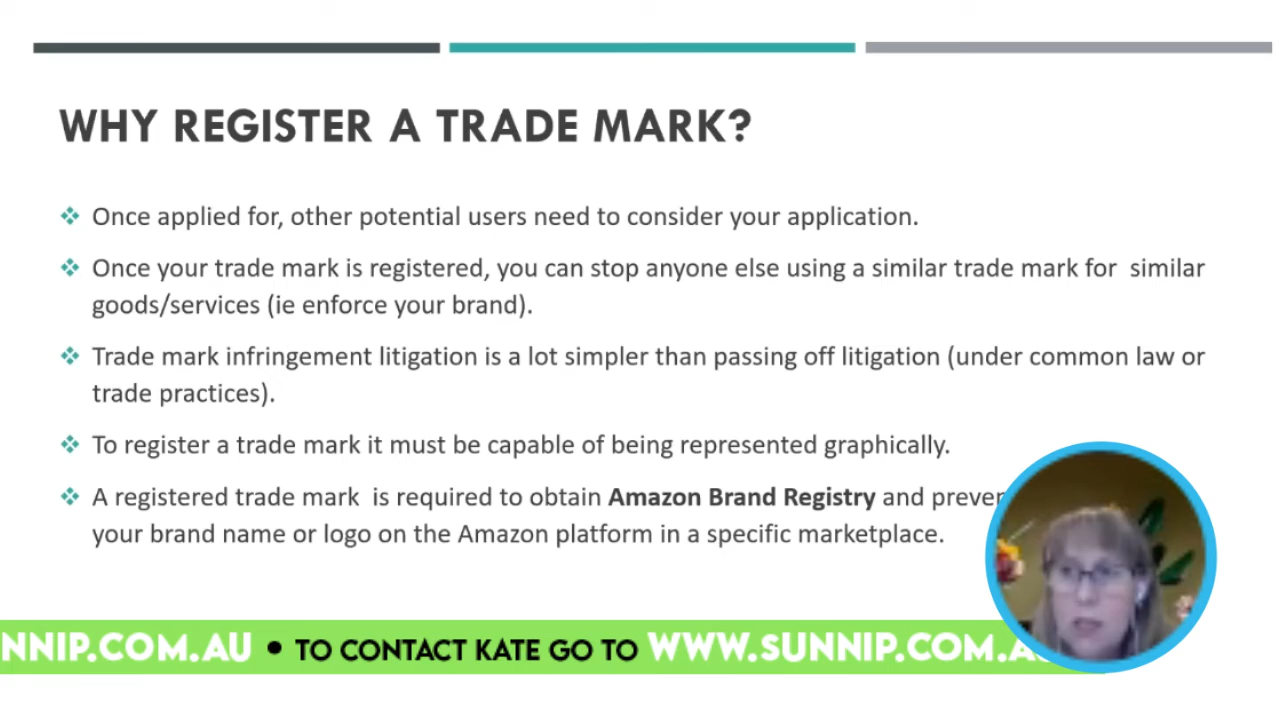 WHY REGISTER A TRADE MARK?
Once applied for, other potential users need to consider your application.
Once your trade mark is registered, you can stop anyone else using a similar trade mark for similar
goods/services (ie enforce your brand).
Trade mark infringement litigation is a lot simpler than passing off litigation (under common law or
trade practices).
To register a trade mark it must be capable of being represented graphically.
A registered trade mark is required to obtain Amazon Brand Registry and
your brand name or logo on the Amazon platform in a specific marketplace.
NNIP.COM.AU • TO CONTACT KATE GO TO WWW.SUNNIP.COM.A